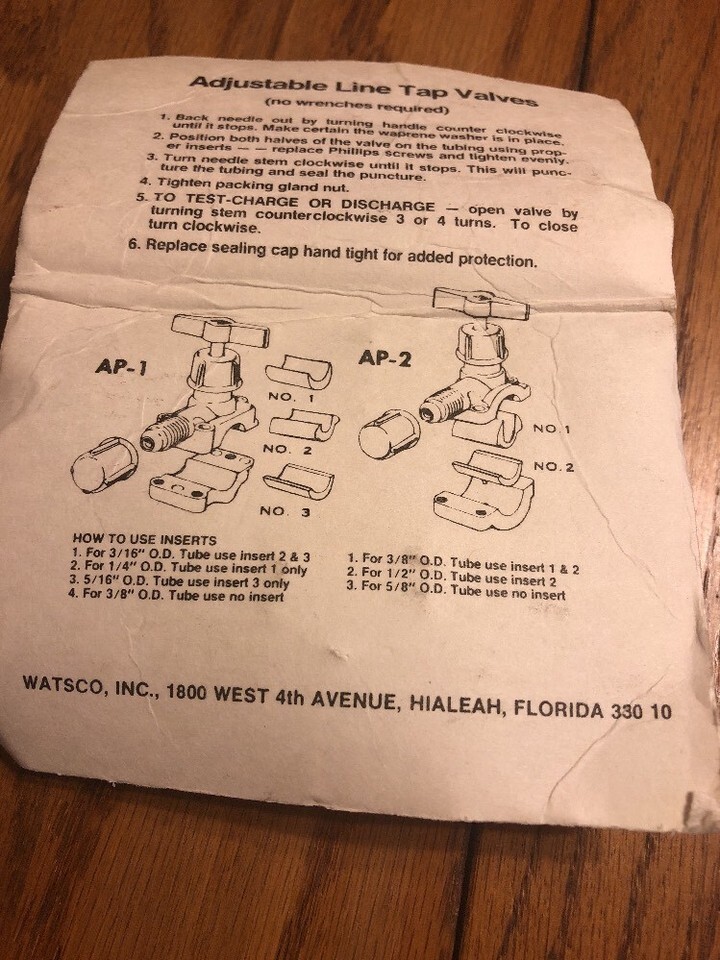 Adjustable Line Tap Valves
(no wrenches required)
1. Back needle out by turning handle counter clockwise
until it stops. Make certain the waprene washer is in place.
2. Position both halves of the valve on the tubing using prop-
er inserts — — replace Phillips screws and tighten evenly.
3. Turn needle stem clockwise until it stops. This will punc-
ture the tubing and seal the puncture.
4. Tighten packing gland nut.
5. TO TEST-CHARGE OR DISCHARGE — open valve by
turning stem counterclockwise 3 or 4 turns. To close
turn clockwise.
6. Replace sealing cap hand tight for added protection.
AP-1
NO. 1
NO. 2
NO. 3
AP-2
NO. 1
NO. 2
HOW TO USE INSERTS
1. For 3/16" O.D. Tube use insert 2 & 3
2. For 1/4" O.D. Tube use insert 1 only
3. 5/16" O.D. Tube use insert 3 only
4. For 3/8" O.D. Tube use no insert
1. For 3/8" O.D. Tube use insert 1 & 2
2. For 1/2" O.D. Tube use insert 2
3. For 5/8" O.D. Tube use no insert
WATSCO, INC., 1800 WEST 4th AVENUE, HIALEAH, FLORIDA 330 10